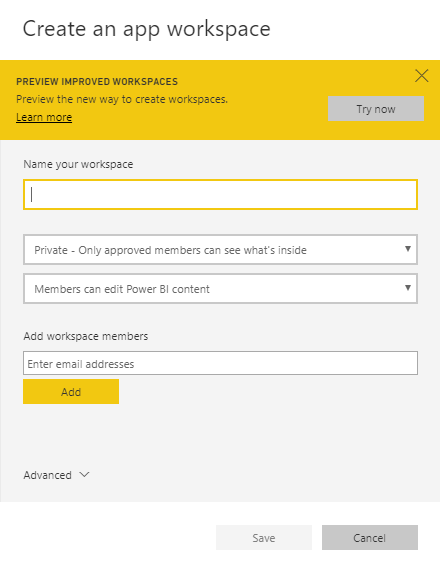 Create an app workspace
PREVIEW IMPROVED WORKSPACES
Preview the new way to create workspaces.
Learn more
Try now
Name your workspace
Private - Only approved members can see what's inside
Members can edit Power BI content
Add workspace members
Enter email addresses
Add
Advanced
Save
Cancel